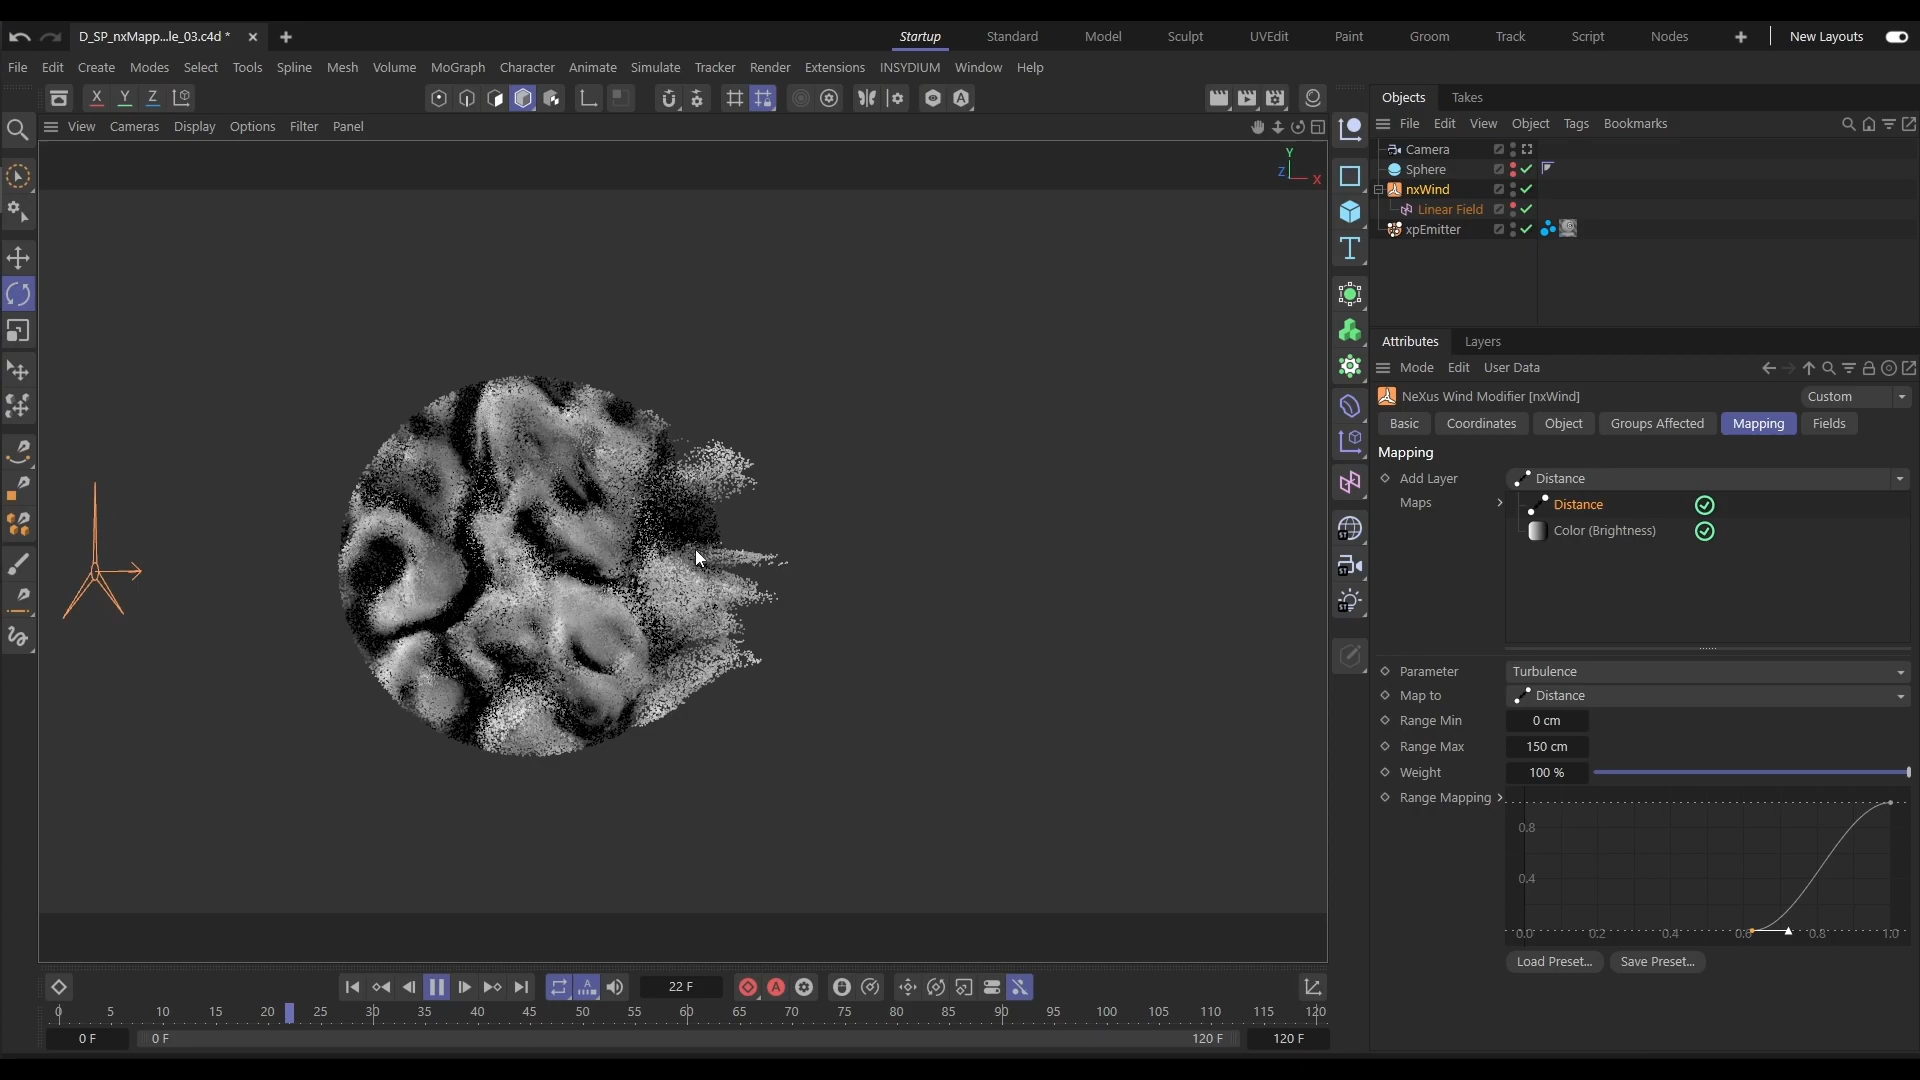 D_SP_nxMapp...le_03.c4d *
Startup
Standard
Model
Sculpt
UVEdit
Paint
Groom
Track
Script
Nodes
New Layouts
File Edit Create Modes Select Tools Spline Mesh Volume MoGraph Character Animate Simulate Tracker Render Extensions INSYDIUM Window Help
X Y Z
Objects Takes
View Cameras Display Options Filter Panel
File Edit View Object Tags Bookmarks
Y
Z X
Camera
Sphere
nxWind
Linear Field
xpEmitter
Attributes Layers
Mode Edit User Data
NeXus Wind Modifier [nxWind]
Custom
Basic Coordinates Object Groups Affected Mapping Fields
Mapping
Add Layer Distance
Maps Distance
Color (Brightness)
ST
ST
ST
Parameter Turbulence
Map to Distance
Range Min 0 cm
Range Max 150 cm
Weight 100 %
Range Mapping
0.8
0.4
0.0 0.2 0.4 0.6 0.8 1.0
Load Preset... Save Preset...
A
22 F
A
0 5 10 15 20 25 30 35 40 45 50 55 60 65 70 75 80 85 90 95 100 105 110 115 120
0 F 0 F 120 F 120 F